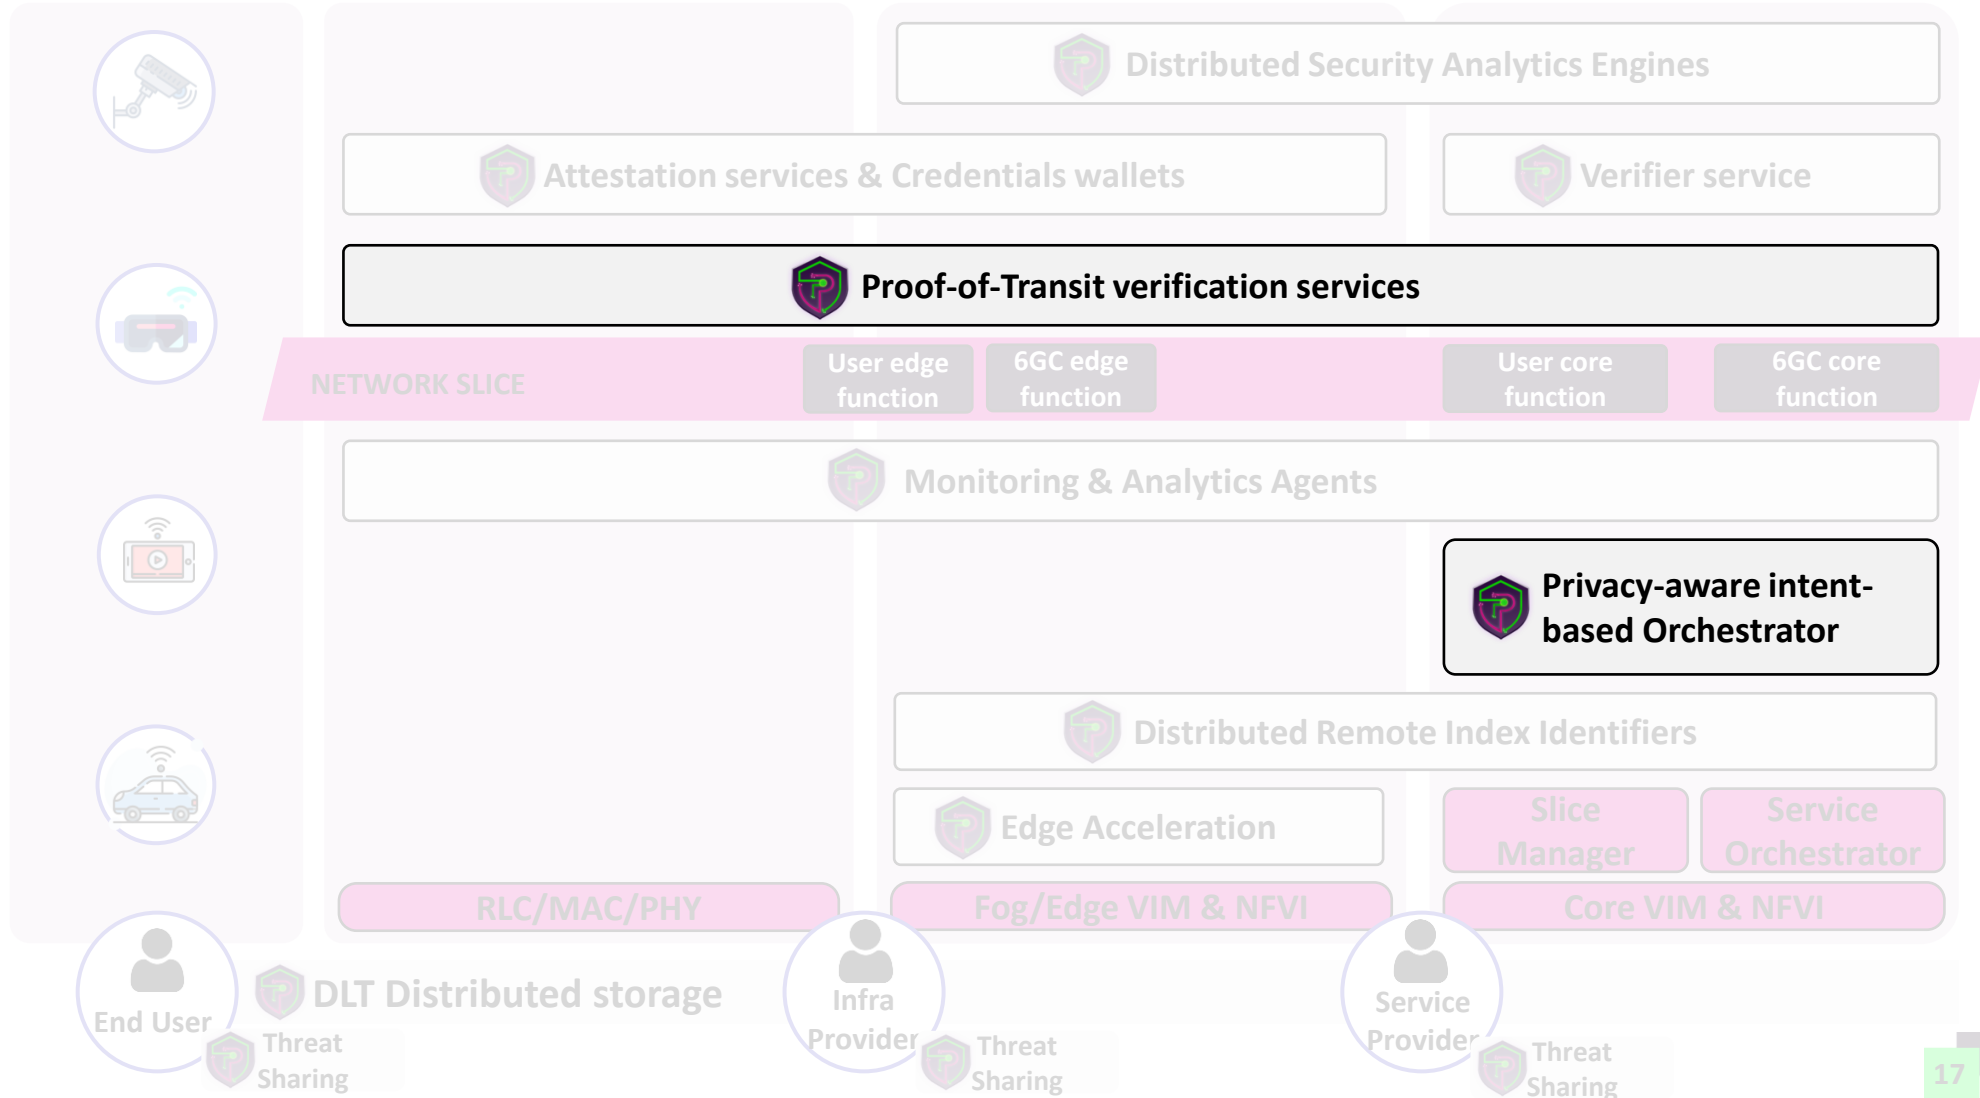 Distributed Security Analytics Engines
Attestation services & Credentials wallets
Verifier service
Proof-of-Transit verification services
NETWORK SLICE
User edge
function
6GC edge
function
User core
function
6GC core
function
Monitoring & Analytics Agents
Privacy-aware intent-
based Orchestrator
Distributed Remote Index Identifiers
Edge Acceleration
Slice
Manager
Service
Orchestrator
RLC/MAC/PHY
Fog/Edge VIM & NFVI
Core VIM & NFVI
End User
DLT Distributed storage
Infra
Provider
Service
Provider
Threat
Sharing
Threat
Sharing
Threat
Sharing
17